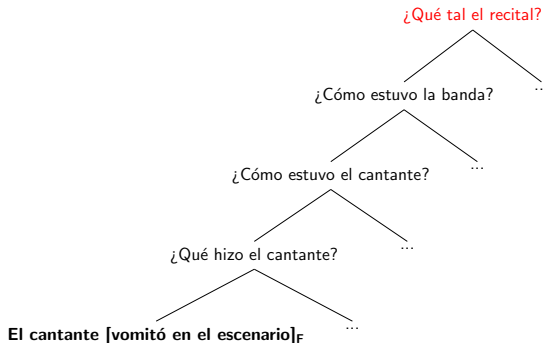 ¿Qué tal el recital?
¿Cómo estuvo la banda?
...
¿Cómo estuvo el cantante?
...
¿Qué hizo el cantante?
...
El cantante [vomitó en el escenario]F
...